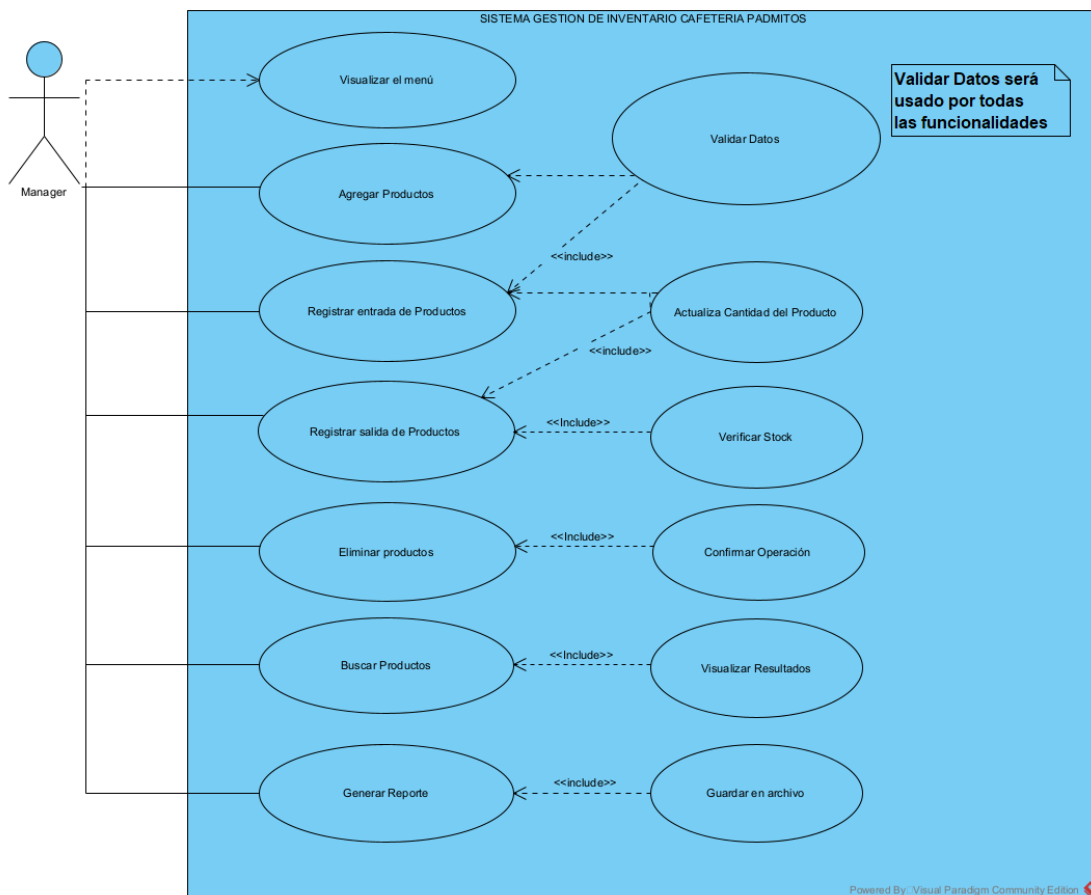 SISTEMA GESTION DE INVENTARIO CAFETERIA PADMITOS
Visualizar el menú
Validar Datos será
usado por todas
las funcionalidades
Validar Datos
Manager
Agregar Productos
<<include>>
Registrar entrada de Productos
Actualiza Cantidad del Producto
<<include>>
Registrar salida de Productos
<<Include>>
Verificar Stock
Eliminar productos
<<Include>>
Confirmar Operación
Buscar Productos
<<Include>>
Visualizar Resultados
Generar Reporte
<<include>>
Guardar en archivo
Powered By: Visual Paradigm Community Edition